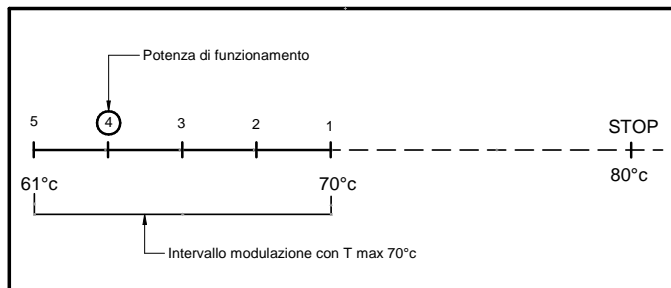 Potenza di funzionamento
5 4 3 2 1 STOP
61°c 70°c 80°c
Intervallo modulazione con T max 70°c